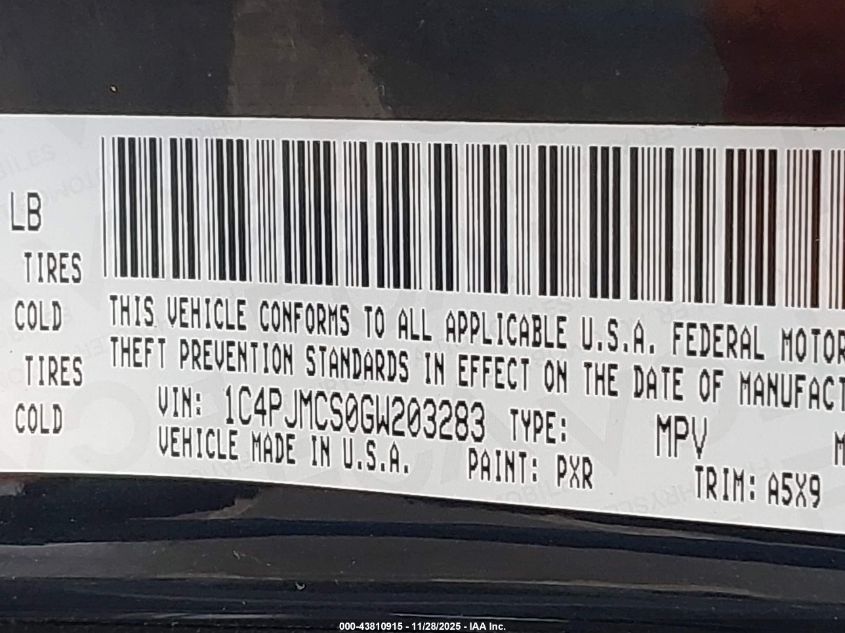 LB
TIRES
COLD
TIRES
COLD
THIS VEHICLE CONFORMS TO ALL APPLICABLE U.S.A. FEDERAL MOTOR
THEFT PREVENTION STANDARDS IN EFFECT ON THE DATE OF MANUFACT
VIN: 1C4PJMCS0GW203283 TYPE: MPV M
VEHICLE MADE IN U.S.A. PAINT: PXR TRIM: A5X9
000-43810915 - 11/28/2025 - IAA Inc.